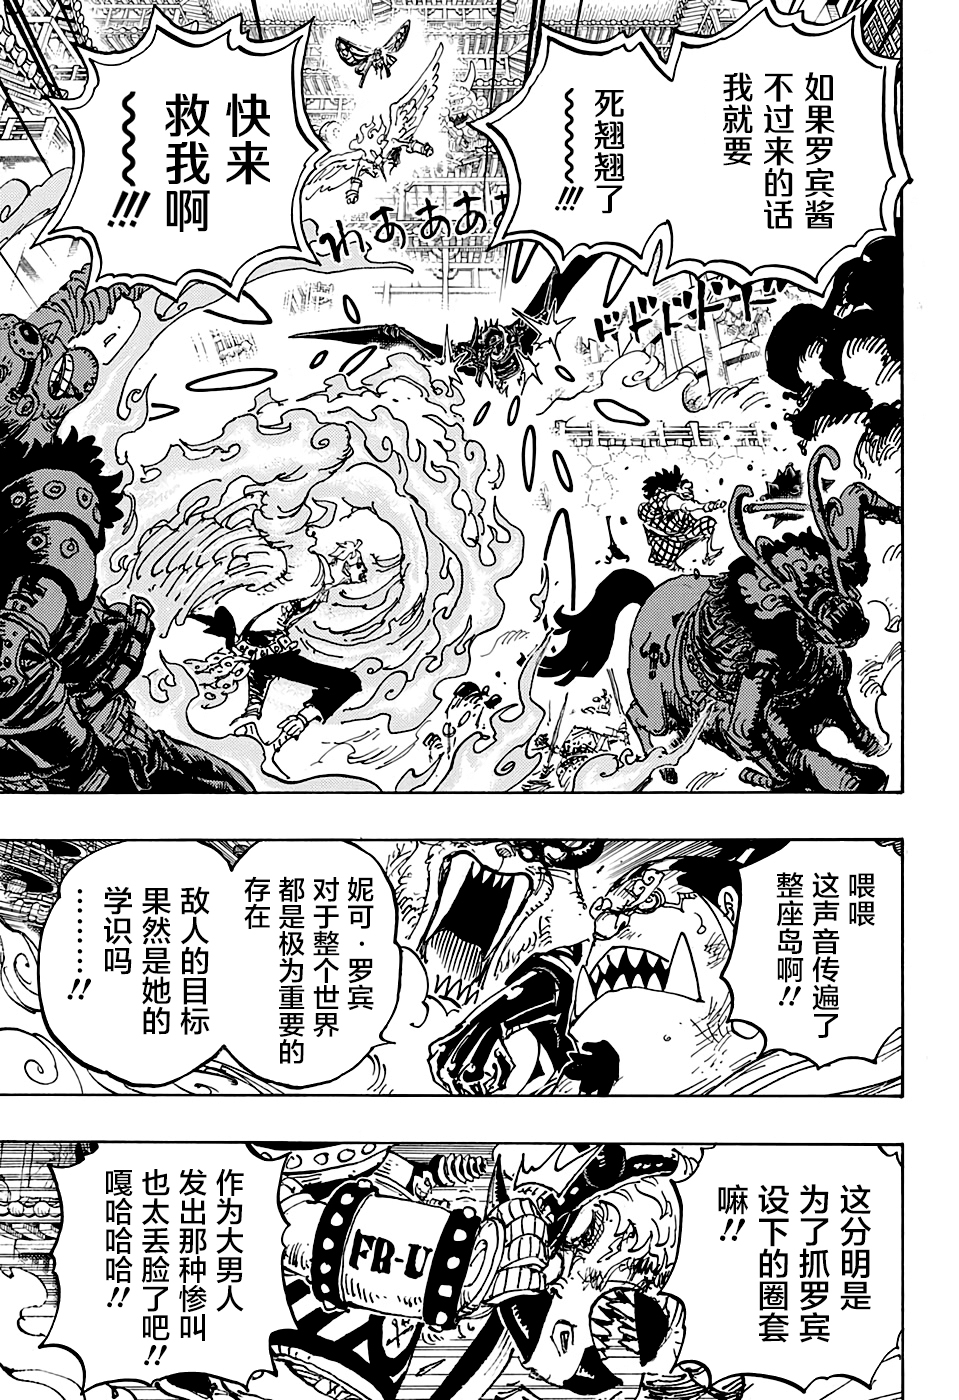 如果罗宾酱
不过来的话
我就要
死翘翘了
〜〜〜!!!
快来
救我啊
〜〜〜!!!
れぁあああぁ
ドドドドド
喂喂
这声音传遍了
整座岛啊!!
妮可·罗宾
对于整个世界
都是极为重要的
存在
敌人的目标
果然是她的
学识吗
………!!
这分明是
为了抓罗宾
设下的圈套
嘛!!
FR-U
作为大男人
发出那种惨叫
也太丢脸了吧!!
嘎哈哈哈哈!!